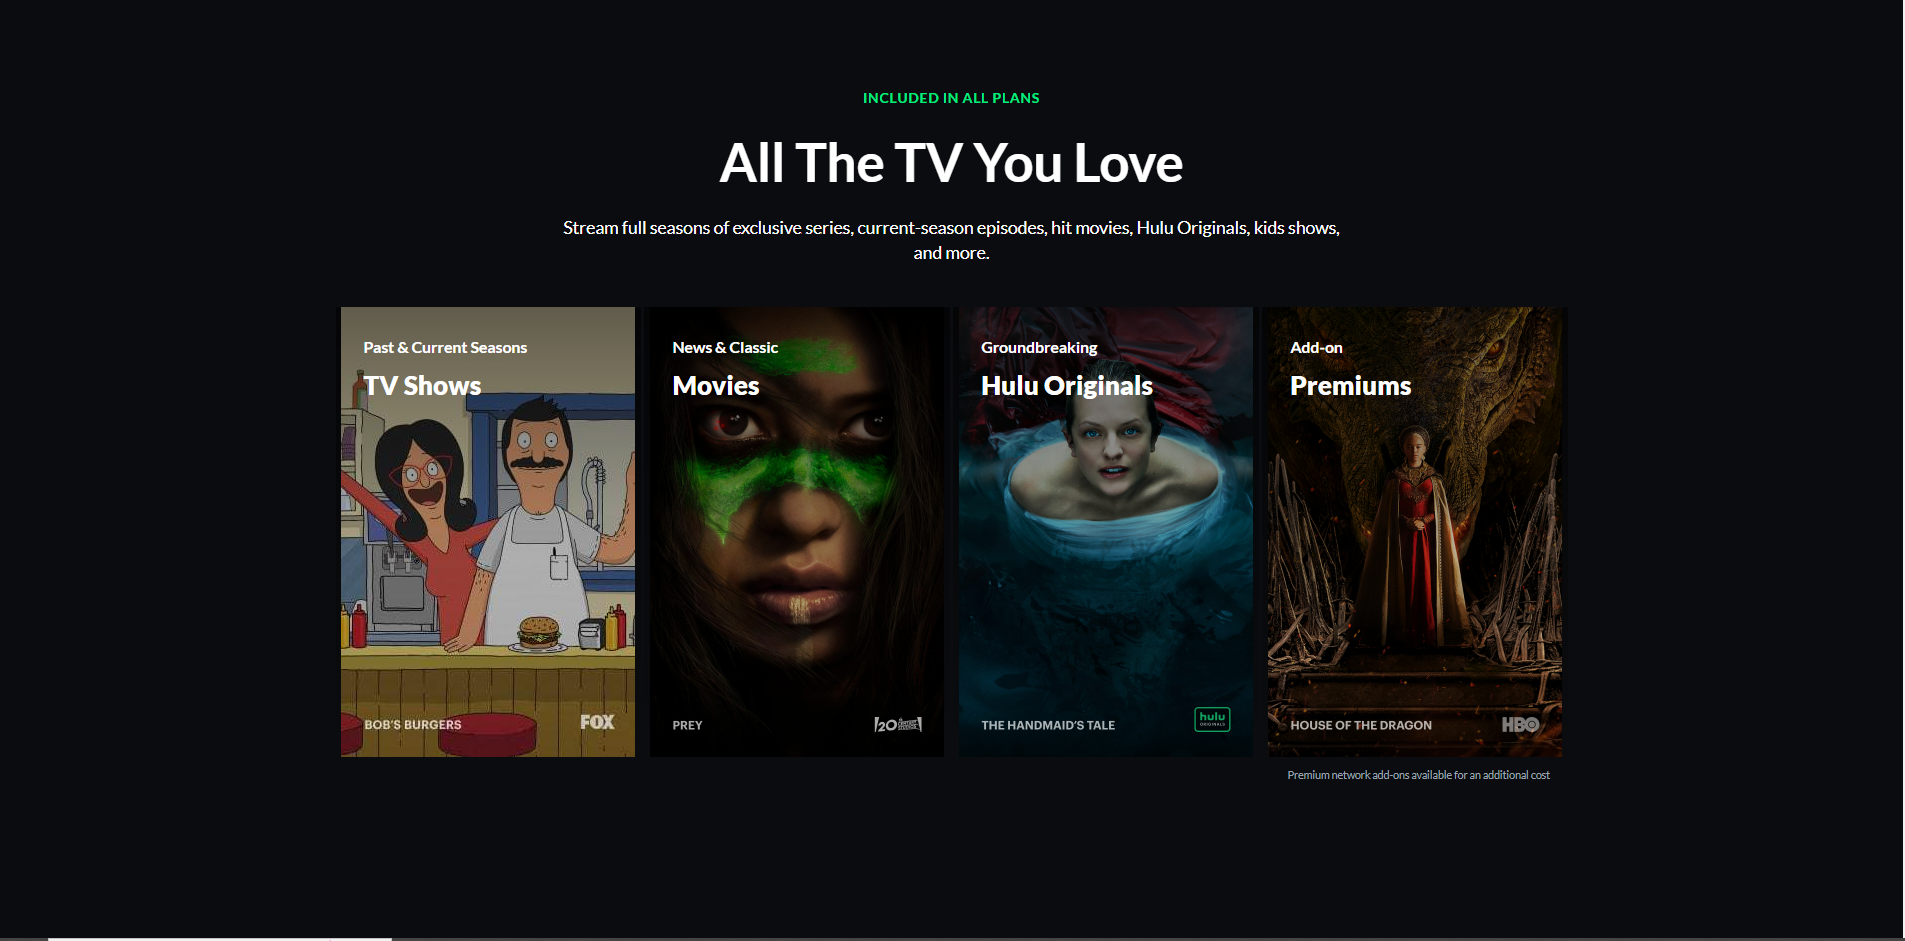 INCLUDED IN ALL PLANS
All The TV You Love
Stream full seasons of exclusive series, current-season episodes, hit movies, Hulu Originals, kids shows,
and more.
Past & Current Seasons
TV Shows
BOB'S BURGERS
FOX
News & Classic
Movies
PREY
20
Groundbreaking
Hulu Originals
THE HANDMAID'S TALE
hulu
ORIGINALS
Add-on
Premiums
HOUSE OF THE DRAGON
HBO
Premium network add-ons available for an additional cost